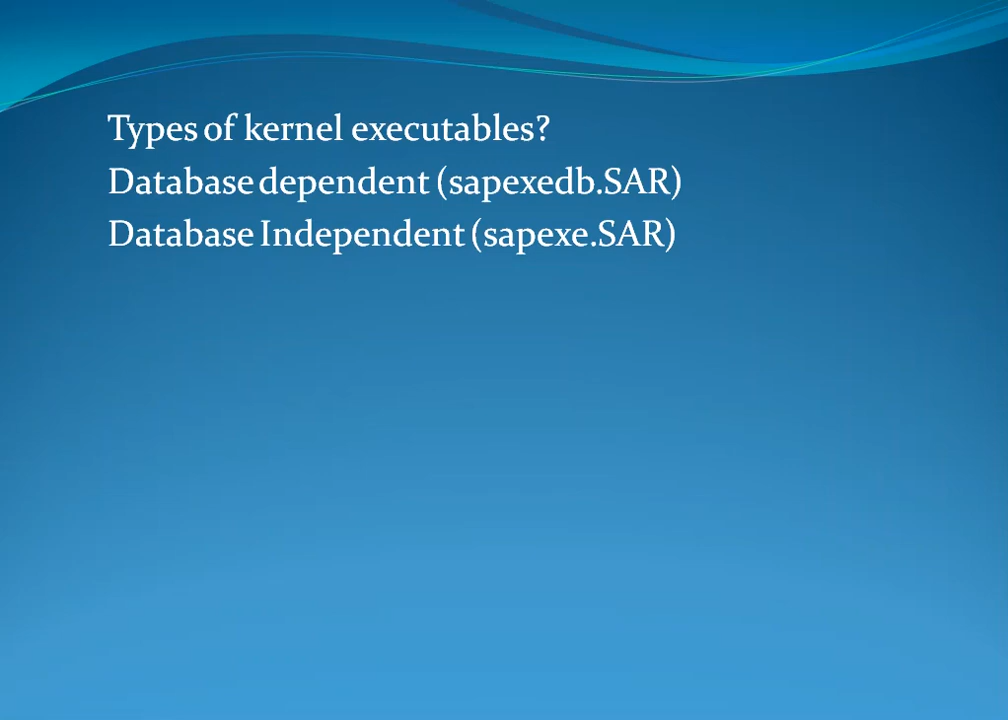 Types of kernel executables?
Database dependent (sapexedb.SAR)
Database Independent (sapexe.SAR)